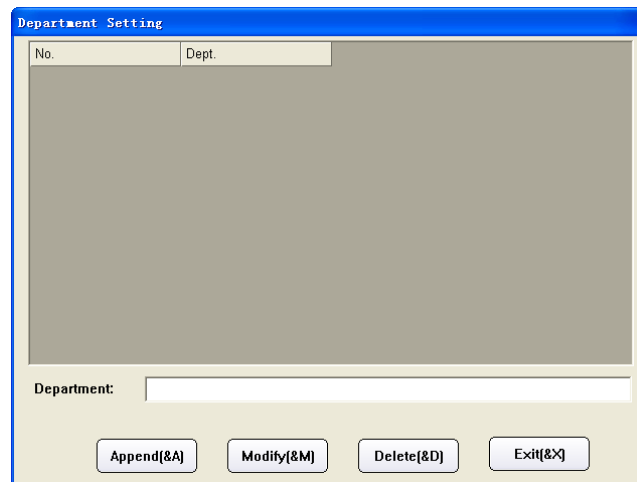 Department Setting
No. Dept.
Department:
Append(&A) Modify(&M) Delete(&D) Exit(&X)